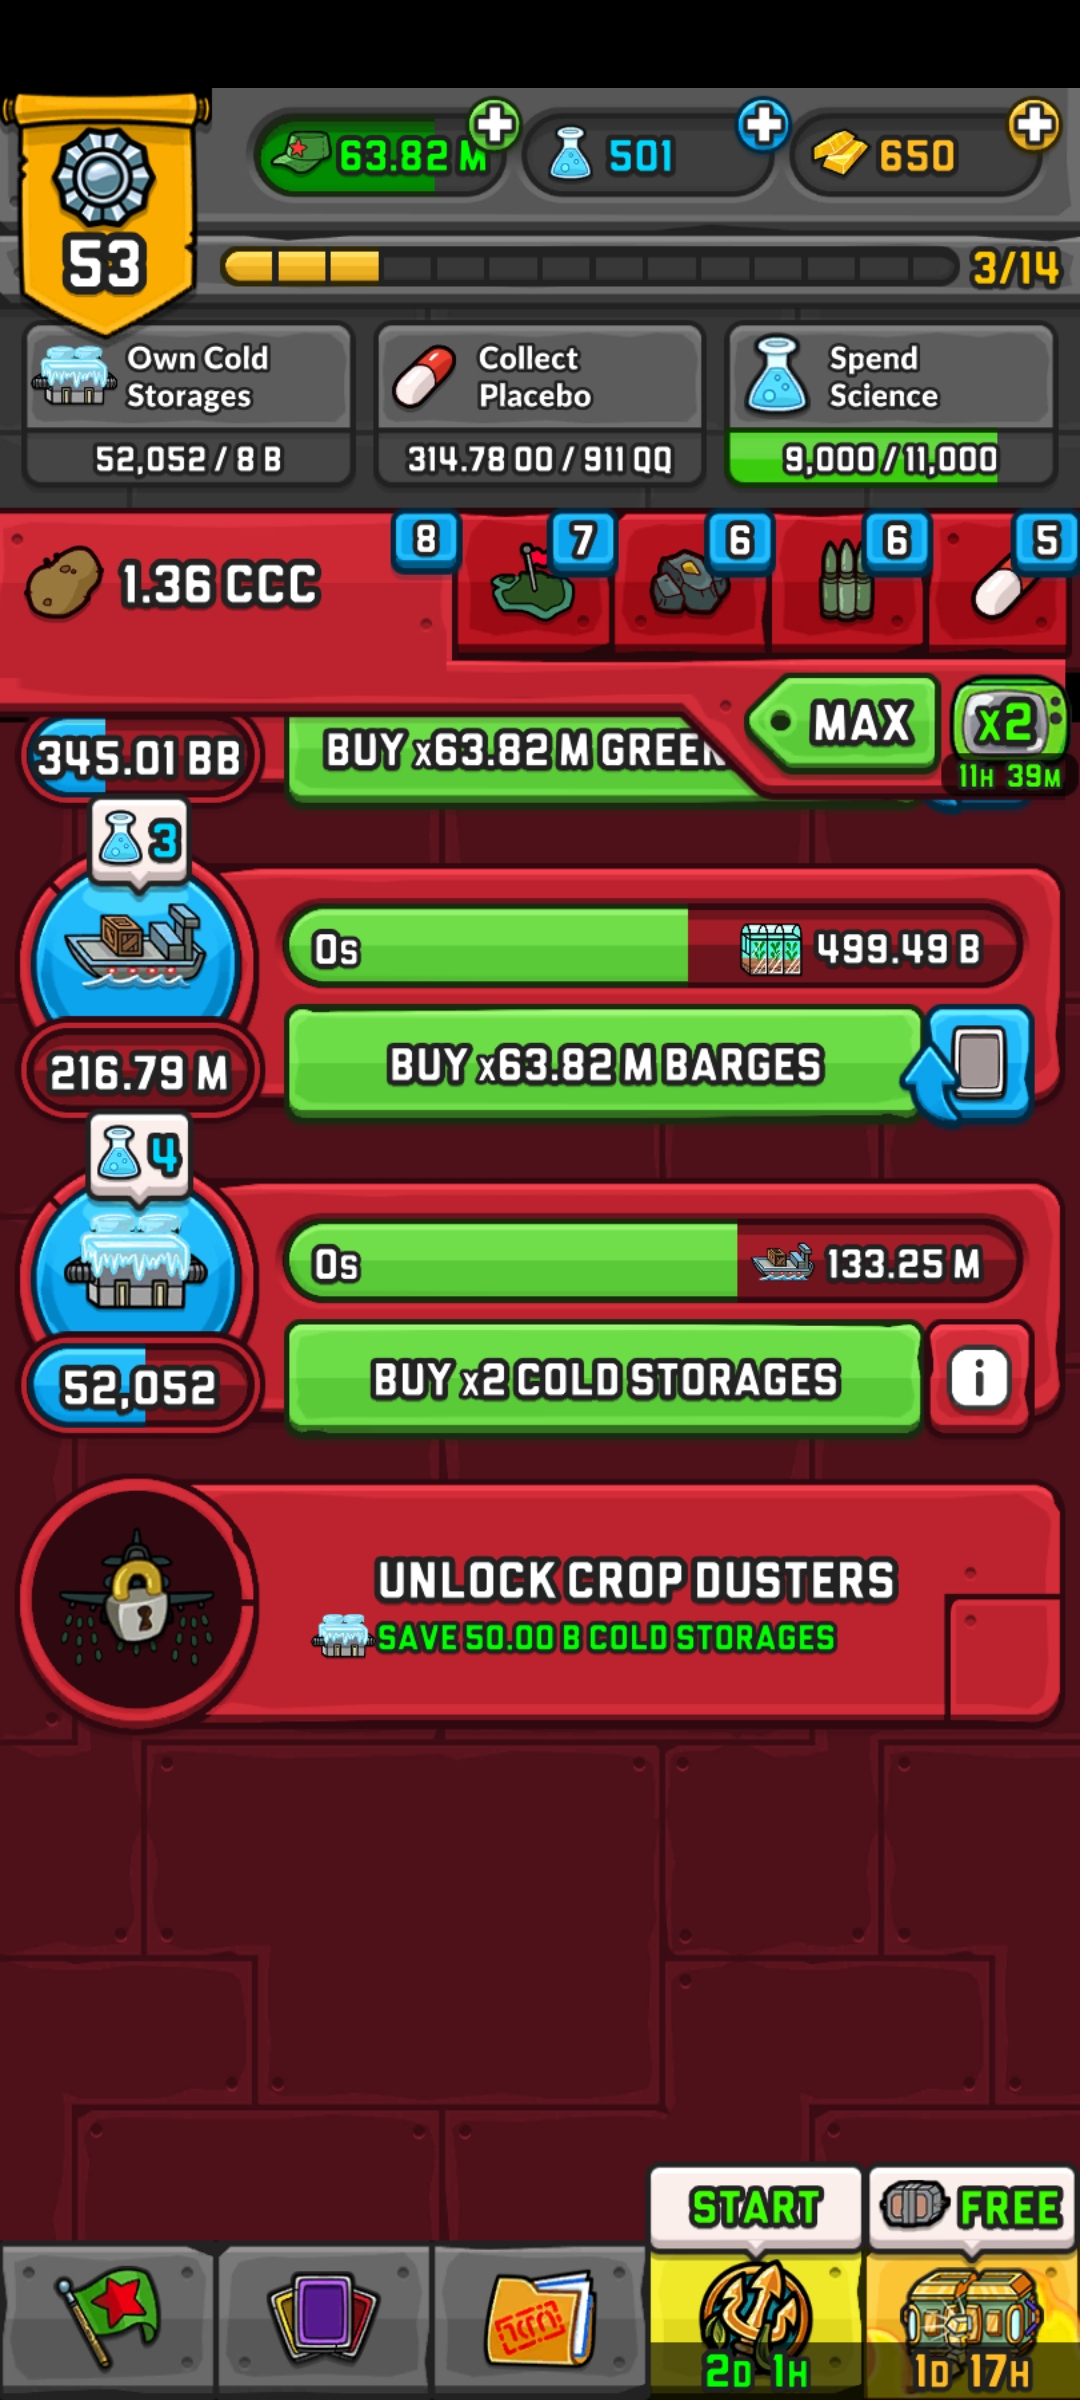 63.82 M
501
650
53
3/14
Own Cold
Storages
52,052 / 8 B
Collect
Placebo
314.78 OO / 911 QQ
Spend
Science
9,000 / 11,000
1.36 CCC
8
7
6
6
5
MAX
x2
11H 39M
345.01 BB
BUY x63.82 M GREEN
3
0s
499.49 B
216.79 M
BUY x63.82 M BARGES
4
0s
133.25 M
52,052
BUY x2 COLD STORAGES
i
UNLOCK CROP DUSTERS
SAVE 50.00 B COLD STORAGES
START
FREE
2D 1H
1D 17H